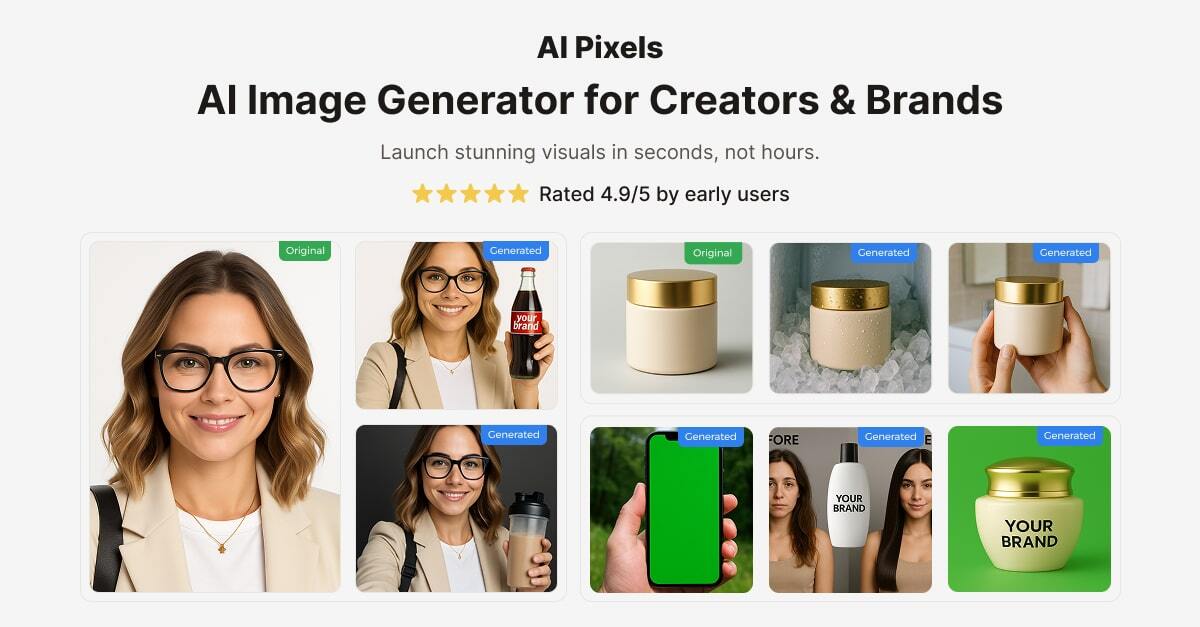 AI Pixels
AI Image Generator for Creators & Brands
Launch stunning visuals in seconds, not hours.
Rated 4.9/5 by early users
Original
Generated
your
brand
Generated
Original
Generated
Generated
Generated
FORE
Generated
E
YOUR
BRAND
Generated
YOUR
BRAND